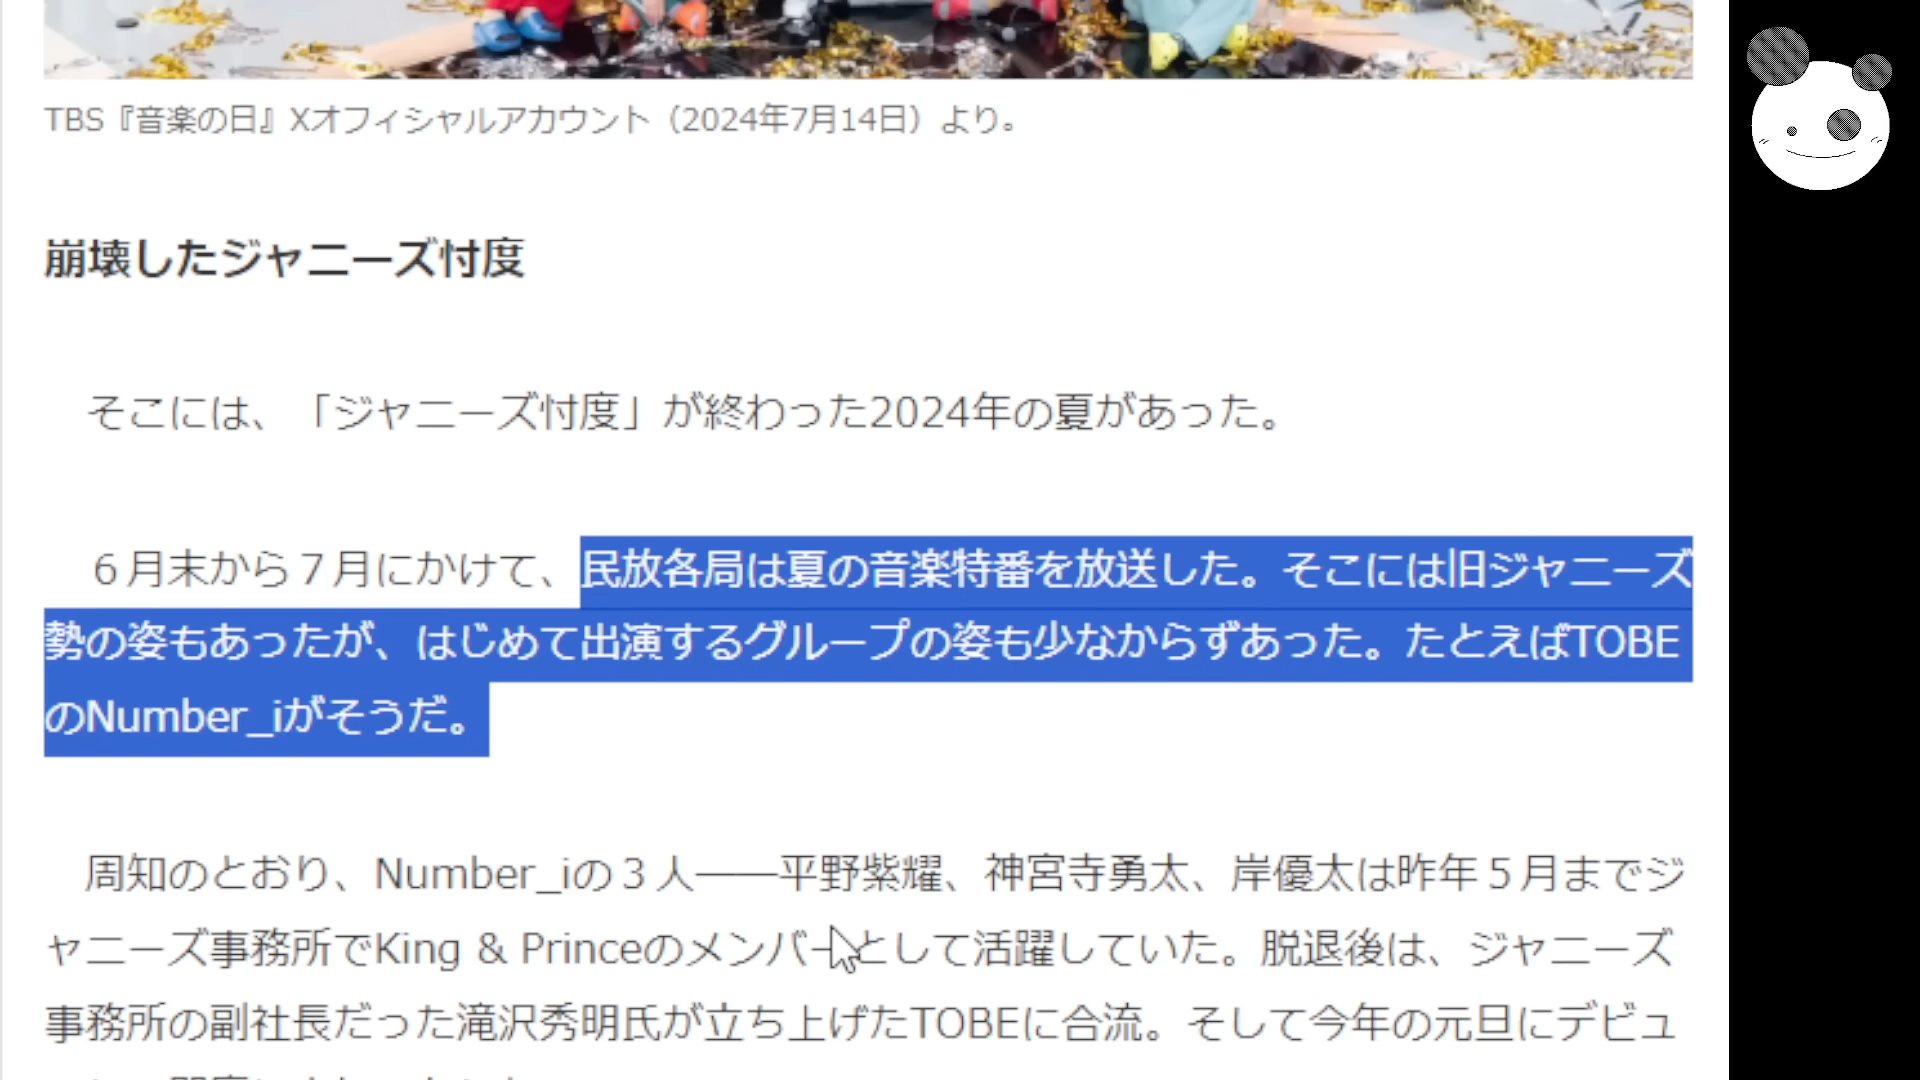 TBS『音楽の日』Xオフィシャルアカウント（2024年7月14日）より。
崩壊したジャニーズ忖度
そこには、「ジャニーズ忖度」が終わった2024年の夏があった。
６月末から７月にかけて、民放各局は夏の音楽特番を放送した。そこには旧ジャニーズ
勢の姿もあったが、はじめて出演するグループの姿も少なからずあった。たとえばTOBE
のNumber_iがそうだ。
周知のとおり、Number_iの３人――平野紫耀、神宮寺勇太、岸優太は昨年５月までジ
ャニーズ事務所でKing & Princeのメンバーとして活躍していた。脱退後は、ジャニーズ
事務所の副社長だった滝沢秀明氏が立ち上げたTOBEに合流。そして今年の元旦にデビュ